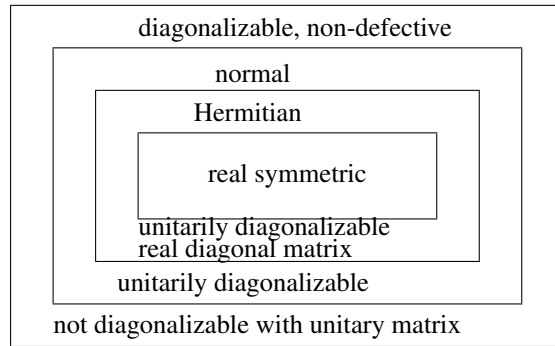 diagonalizable, non-defective
normal
Hermitian
real symmetric
unitarily diagonalizable
real diagonal matrix
unitarily diagonalizable
not diagonalizable with unitary matrix